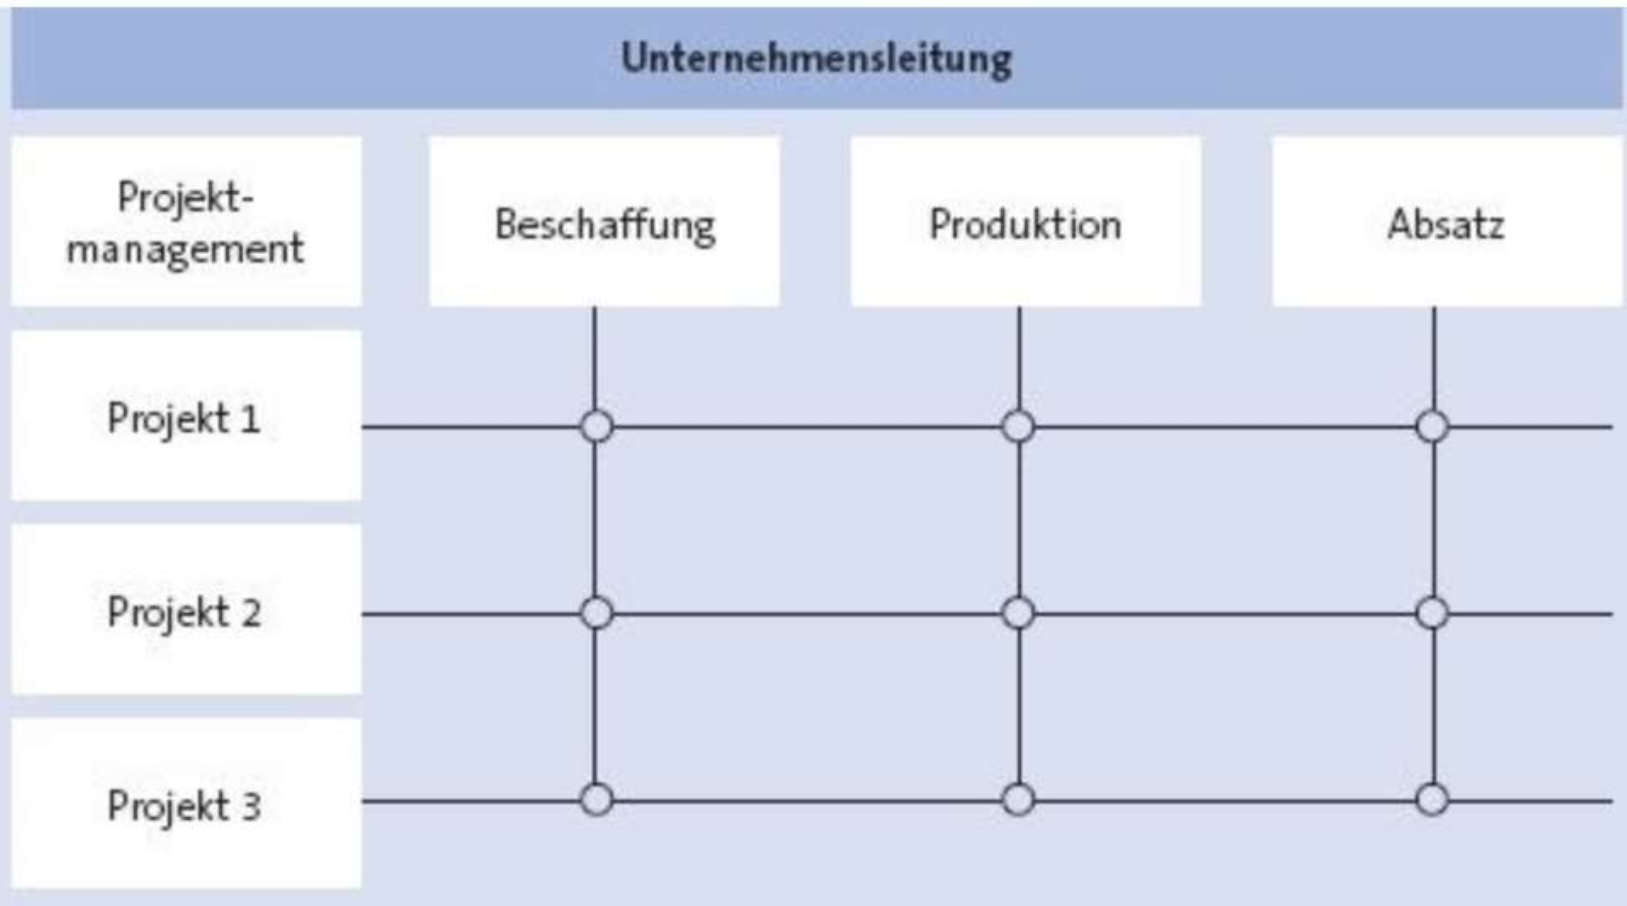 Unternehmensleitung
Projekt-
management
Beschaffung
Produktion
Absatz
Projekt 1
Projekt 2
Projekt 3